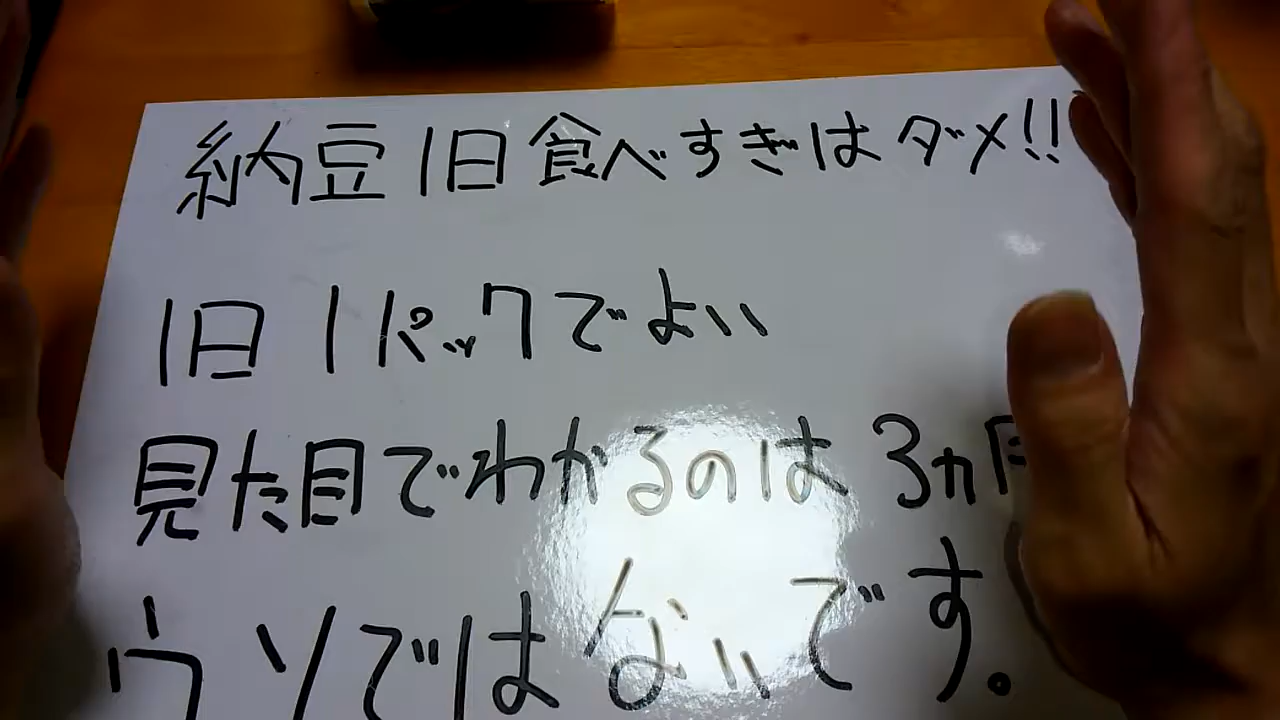 納豆1日食べすぎはダメ!!
1日1パックでよい
見た目でわかるのは3ヵ月
ウソではないです。